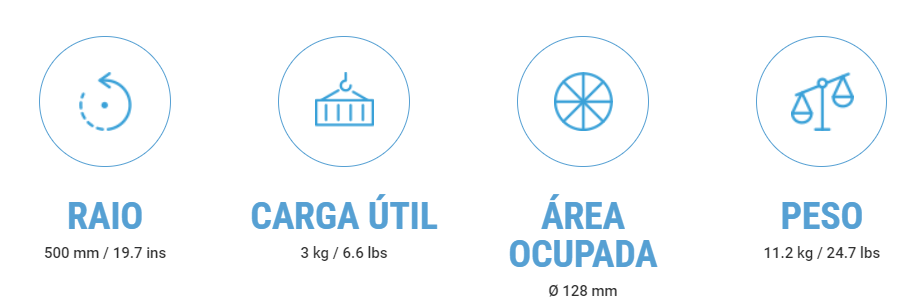 RAIO
500 mm / 19.7 ins
CARGA ÚTIL
3 kg / 6.6 lbs
ÁREA
OCUPADA
Ø 128 mm
PESO
11.2 kg / 24.7 lbs